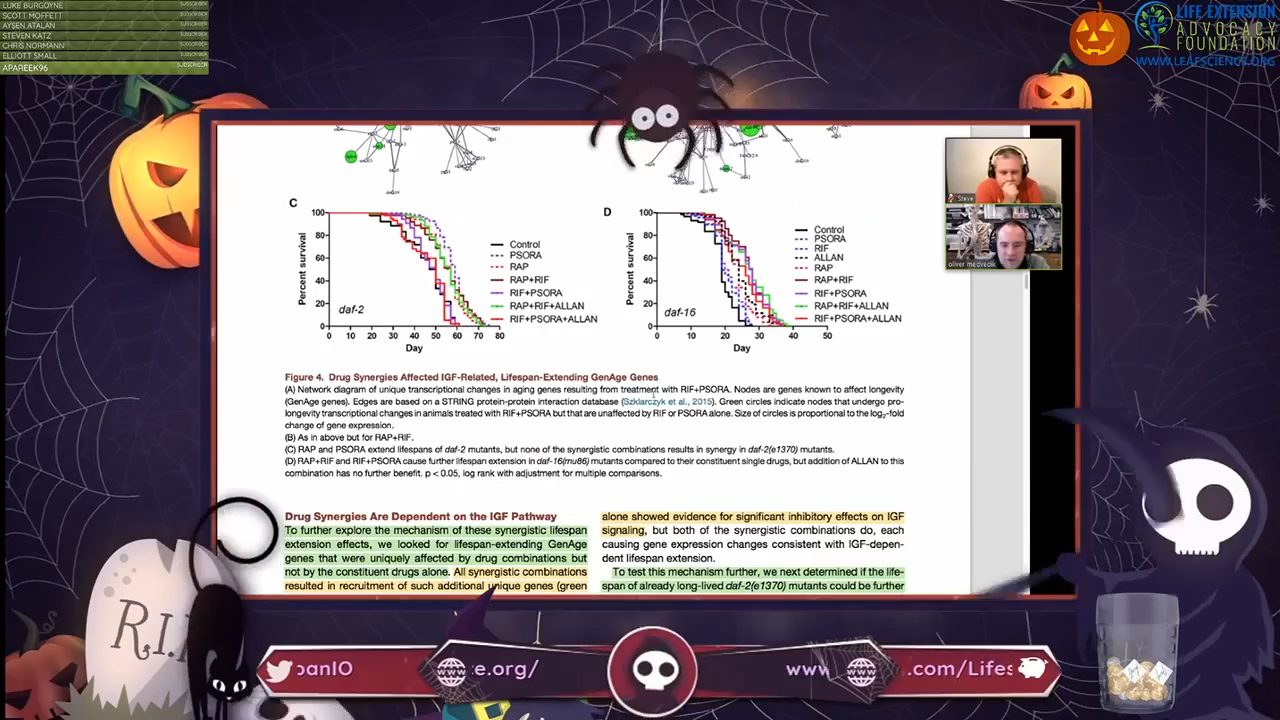 LUKE BURGOYNE SUBSCRIBER
SCOTT MOFFETT SUBSCRIBER
AYSEN ATALAN SUBSCRIBER
STEVEN KATZ SUBSCRIBER
CHRIS NORMANN SUBSCRIBER
ELLIOTT SMALL SUBSCRIBER
APAREEK96 SUBSCRIBER
LIFE EXTENSION
ADVOCACY
FOUNDATION
WWW.LEAFSCIENCE.ORG
Steve
oliver medvedik
C
Percent survival
100
80
60
40
20
0
daf-2
0 10 20 30 40 50 60 70 80
Day
Control
PSORA
RAP
RAP+RIF
RIF+PSORA
RAP+RIF+ALLAN
RIF+PSORA+ALLAN
D
Percent survival
100
80
60
40
20
0
daf-16
0 10 20 30 40 50
Day
Control
PSORA
RIF
ALLAN
RAP
RAP+RIF
RIF+PSORA
RAP+RIF+ALLAN
RIF+PSORA+ALLAN
Figure 4. Drug Synergies Affected IGF-Related, Lifespan-Extending GenAge Genes
(A) Network diagram of unique transcriptional changes in aging genes resulting from treatment with RIF+PSORA. Nodes are genes known to affect longevity
(GenAge genes). Edges are based on a STRING protein-protein interaction database (Szklarczyk et al., 2015). Green circles indicate nodes that undergo pro-
longevity transcriptional changes in animals treated with RIF+PSORA but that are unaffected by RIF or PSORA alone. Size of circles is proportional to the log2-fold
change of gene expression.
(B) As in above but for RAP+RIF.
(C) RAP and PSORA extend lifespans of daf-2 mutants, but none of the synergistic combinations results in synergy in daf-2(e1370) mutants.
(D) RAP+RIF and RIF+PSORA cause further lifespan extension in daf-16(mu86) mutants compared to their constituent single drugs, but addition of ALLAN to this
combination has no further benefit. p < 0.05, log rank with adjustment for multiple comparisons.
Drug Synergies Are Dependent on the IGF Pathway
To further explore the mechanism of these synergistic lifespan
extension effects, we looked for lifespan-extending GenAge
genes that were uniquely affected by drug combinations but
not by the constituent drugs alone. All synergistic combinations
resulted in recruitment of such additional unique genes (green
alone showed evidence for significant inhibitory effects on IGF
signaling, but both of the synergistic combinations do, each
causing gene expression changes consistent with IGF-depen-
dent lifespan extension.
To test this mechanism further, we next determined if the life-
span of already long-lived daf-2(e1370) mutants could be further
R.I.P
panIO
e.org/
www
.com/Lifes